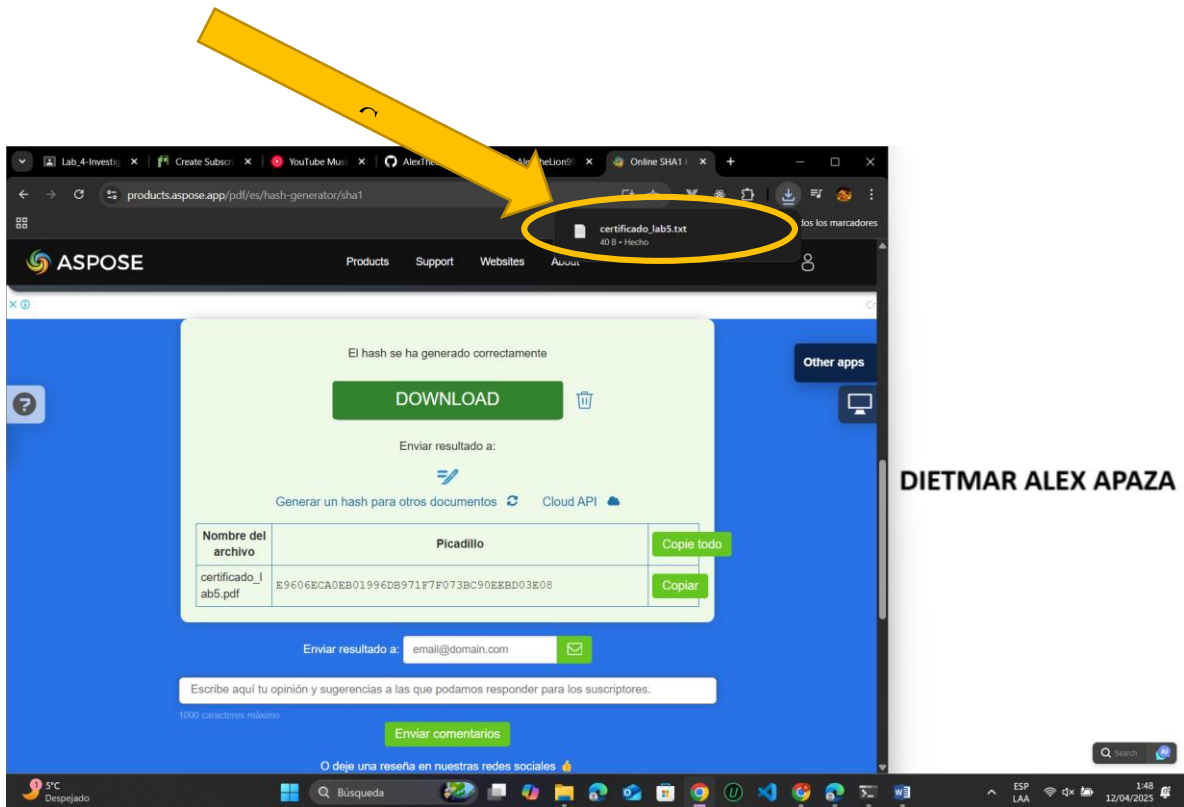 Lab_4-Investig
Create Subscri
YouTube Musi
Online SHA1
products.aspose.app/pdf/es/hash-generator/sha1
certificado_lab5.txt
40 B • Hecho
los los marcadores
ASPOSE
Products Support Websites About
El hash se ha generado correctamente
Other apps
DOWNLOAD
Enviar resultado a:
Generar un hash para otros documentos Cloud API
Nombre del
archivo
Picadillo
Copie todo
certificado_l
ab5.pdf
E9606ECA0EB01996DB971F7F073BC90EEBD03E08
Copiar
DIETMAR ALEX APAZA
Enviar resultado a: email@domain.com
Escribe aquí tu opinión y sugerencias a las que podamos responder para los suscriptores.
1000 caracteres máximo
Enviar comentarios
O deje una reseña en nuestras redes sociales
Search
1
5°C
Despejado
Búsqueda
ESP
LAA
1:48
12/04/2025